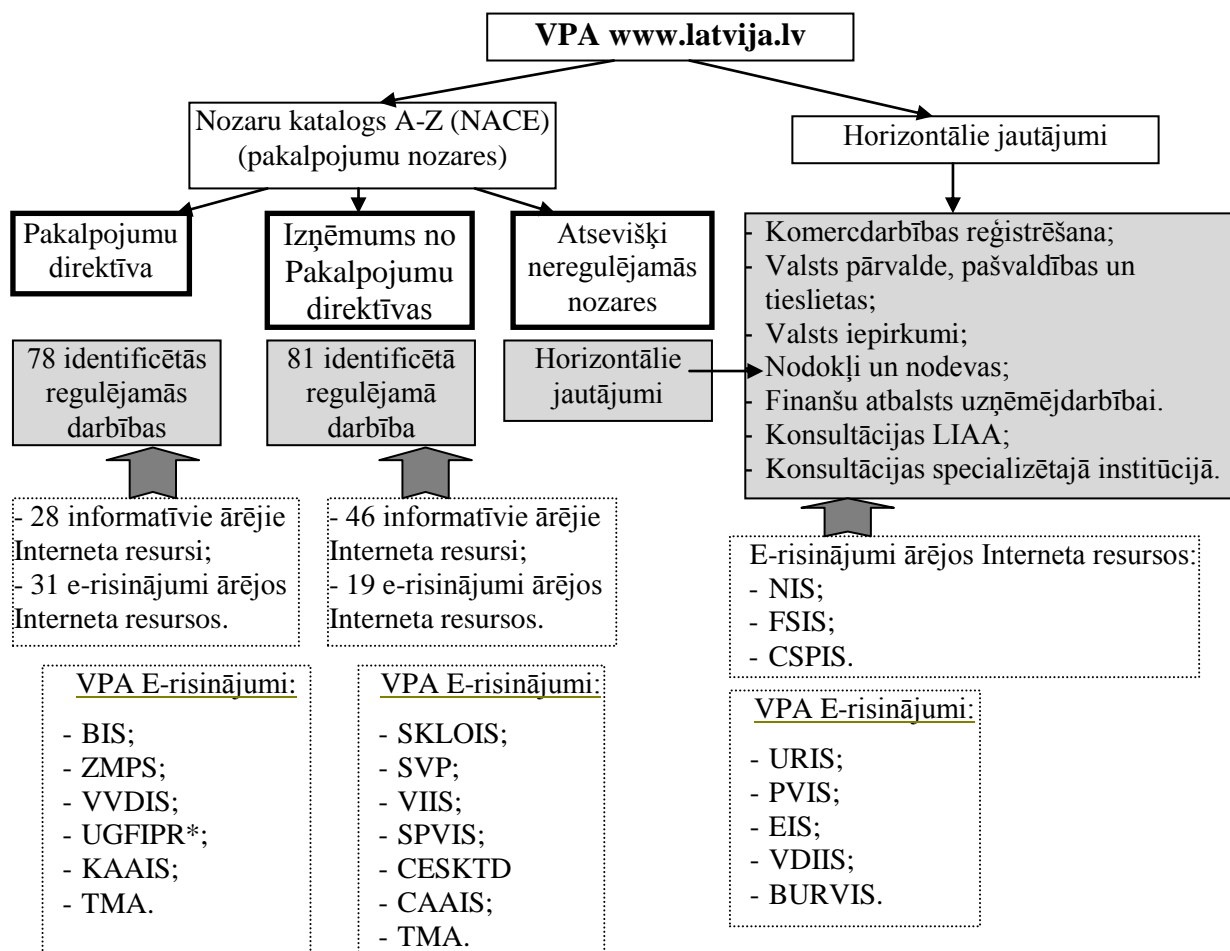 VPA www.latvija.lv
Nozaru katalogs A-Z (NACE)
(pakalpojumu nozares)
Horizontālie jautājumi
Pakalpojumu
direktīva
Izņēmums no
Pakalpojumu
direktīvas
Atsevišķi
neregulējamās
nozares
- Komercdarbības reģistrēšana;
- Valsts pārvalde, pašvaldības un
tieslietas;
- Valsts iepirkumi;
- Nodokļi un nodevas;
- Finanšu atbalsts uzņēmējdarbībai.
- Konsultācijas LIAA;
- Konsultācijas specializētajā institūcijā.
78 identificētās
regulējamās
darbības
81 identificētā
regulējamā
darbība
Horizontālie
jautājumi
- 28 informatīvie ārējie
Interneta resursi;
- 31 e-risinājumi ārējos
Interneta resursos.
- 46 informatīvie ārējie
Interneta resursi;
- 19 e-risinājumi ārējos
Interneta resursos.
E-risinājumi ārējos Interneta resursos:
- NIS;
- FSIS;
- CSPIS.
VPA E-risinājumi:
- BIS;
- ZMPS;
- VVDIS;
- UGFIPR*;
- KAAIS;
- TMA.
VPA E-risinājumi:
- SKLOIS;
- SVP;
- VIIS;
- SPVIS;
- CESKTD
- CAAIS;
- TMA.
VPA E-risinājumi:
- URIS;
- PVIS;
- EIS;
- VDIIS;
- BURVIS.